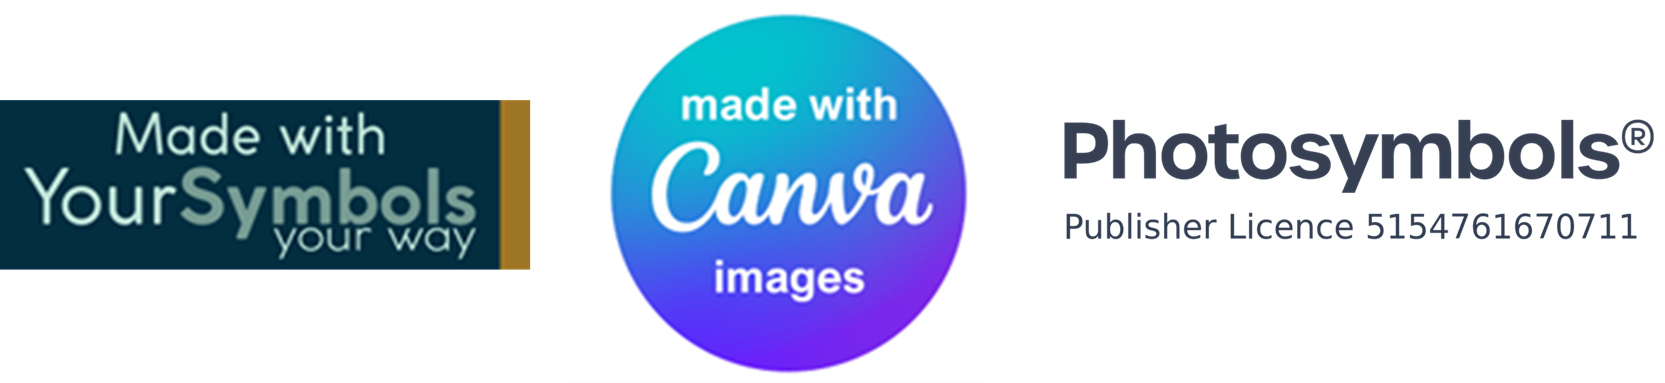 Made with
YourSymbols
your way
made with
Canva
images
Photosymbols®
Publisher Licence 5154761670711